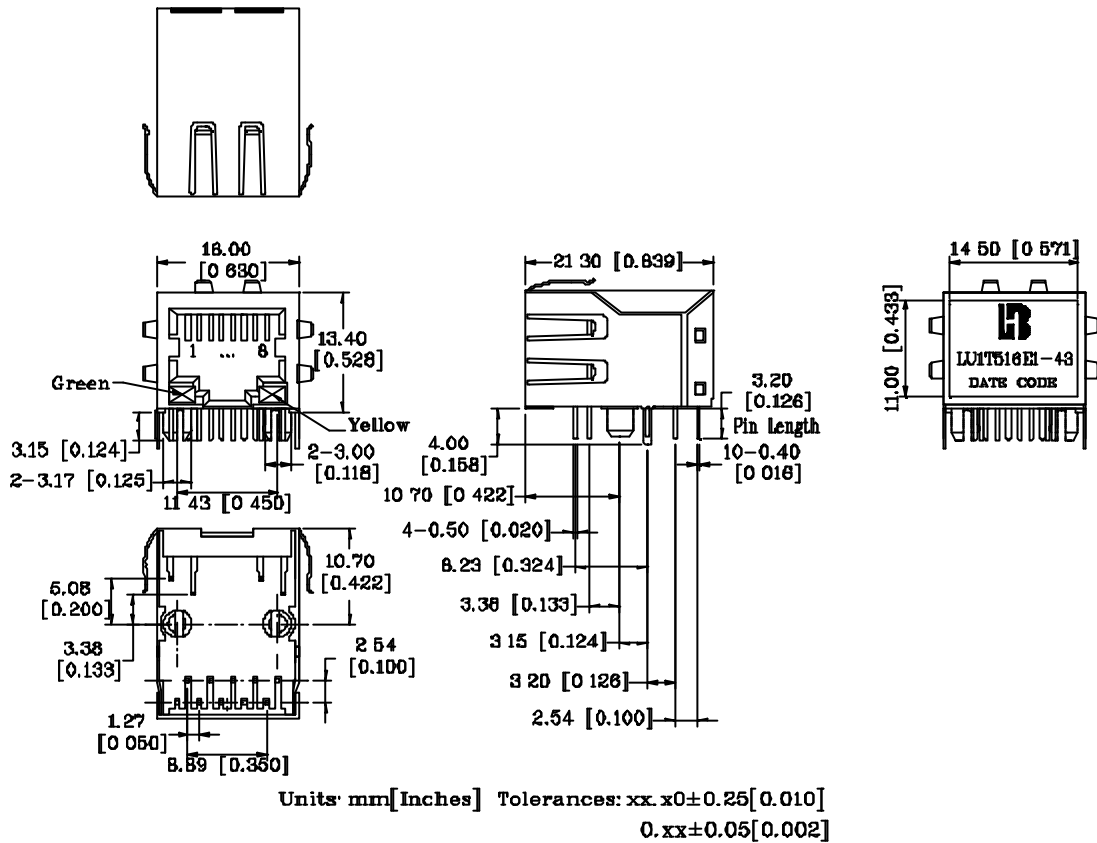 16.00
[0 630]
21 30 [0.839]
14 50 [0 571]
13.40
[0.528]
11.00 [0.433]
1 ... 8
LU1T516E1-43
DATE CODE
Green
Yellow
3.20
[0.126]
Pin Length
3.15 [0.124]
2-3.00
[0.118]
2-3.17 [0.125]
11 43 [0 450]
4.00
[0.158]
10-0.40
[0 016]
10 70 [0 422]
4-0.50 [0.020]
8.23 [0.324]
3.38 [0.133]
3 15 [0.124]
3 20 [0 126]
2.54 [0.100]
10.70
[0.422]
5.08
[0.200]
3.38
[0.133]
2 54
[0.100]
1.27
[0 050]
8.89 [0.350]
Units: mm[Inches] Tolerances: xx.x0±0.25[0.010]
0.xx±0.05[0.002]